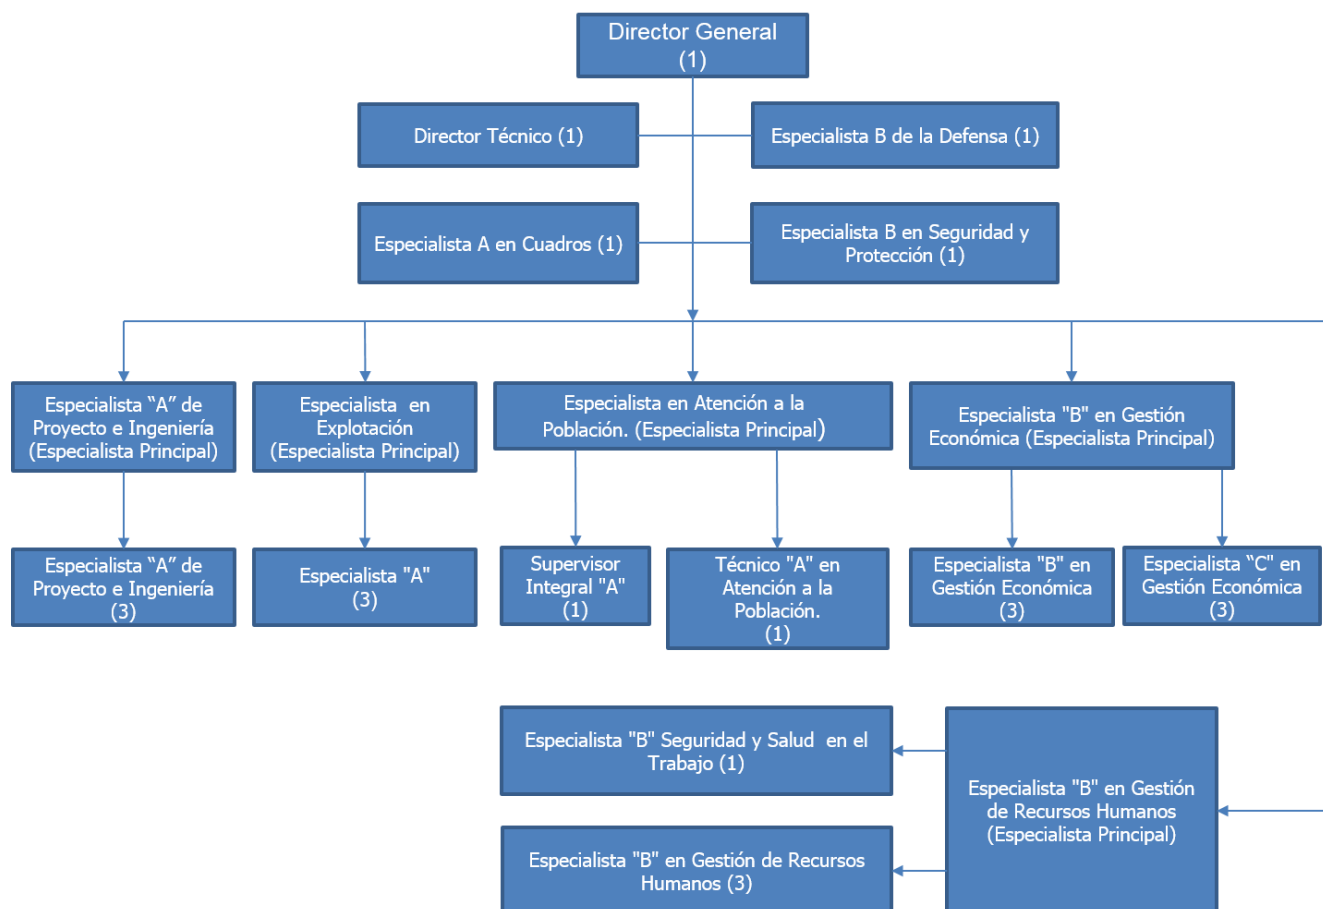 Director General
(1)
Director Técnico (1)
Especialista B de la Defensa (1)
Especialista A en Cuadros (1)
Especialista B en Seguridad y
Protección (1)
Especialista “A” de
Proyecto e Ingeniería
(Especialista Principal)
Especialista  en
Explotación
(Especialista Principal)
Especialista en Atención a la
Población. (Especialista Principal)
Especialista "B" en Gestión
Económica (Especialista Principal)
Especialista “A” de
Proyecto e Ingeniería
(3)
Especialista "A"
(3)
Supervisor
Integral "A"
(1)
Técnico "A" en
Atención a la
Población.
(1)
Especialista "B" en
Gestión Económica
(3)
Especialista “C" en
Gestión Económica
(3)
Especialista "B" Seguridad y Salud  en el
Trabajo (1)
Especialista "B" en Gestión
de Recursos Humanos
(Especialista Principal)
Especialista "B" en Gestión de Recursos
Humanos (3)